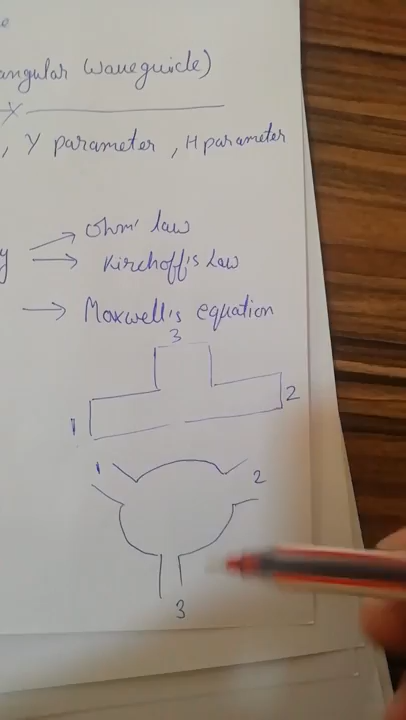 angular Waveguide)
, Y parameter , H parameter
Ohm' law
Kirchoff's Law
Maxwell's equation
3
1
2
1
2
3